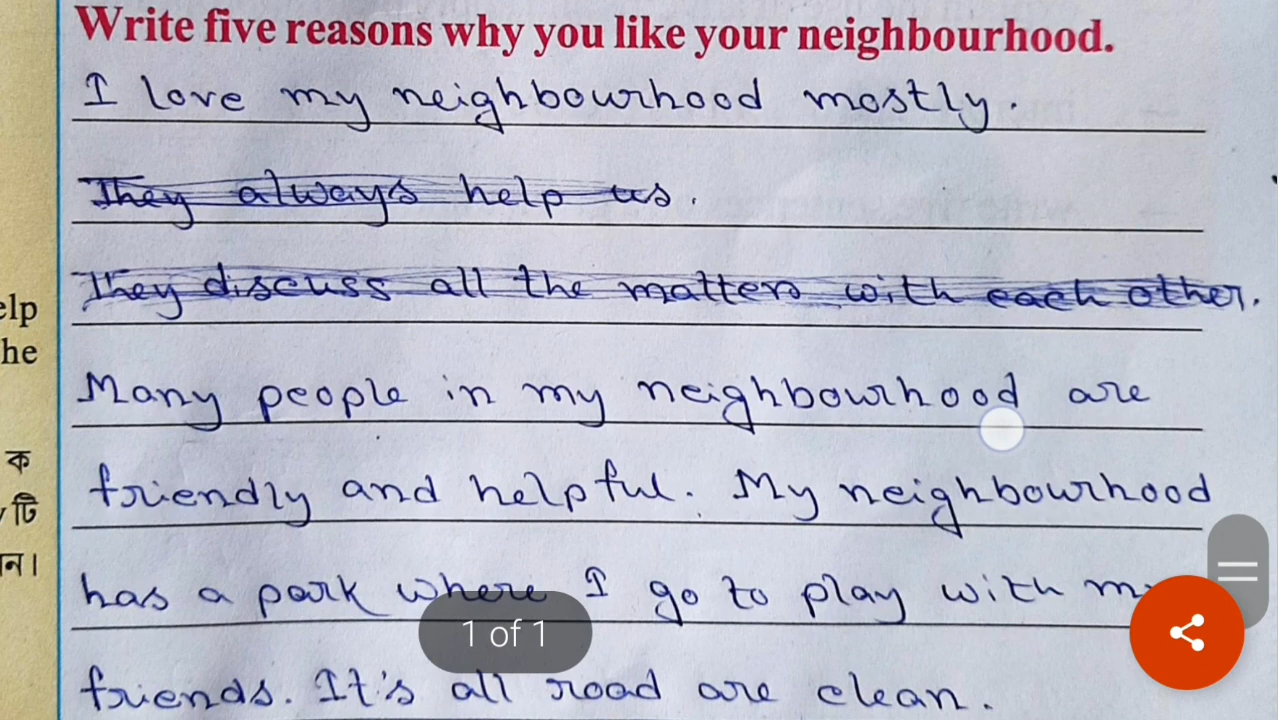 Write five reasons why you like your neighbourhood.
I love my neighbourhood mostly.
They always help us.
They discuss all the matters with each other.
elp
he
Many people in my neighbourhood are
ক
টি
friendly and helpful. My neighbourhood
ন।
has a park where I go to play with
1 of 1
friends. It's all road are clean.